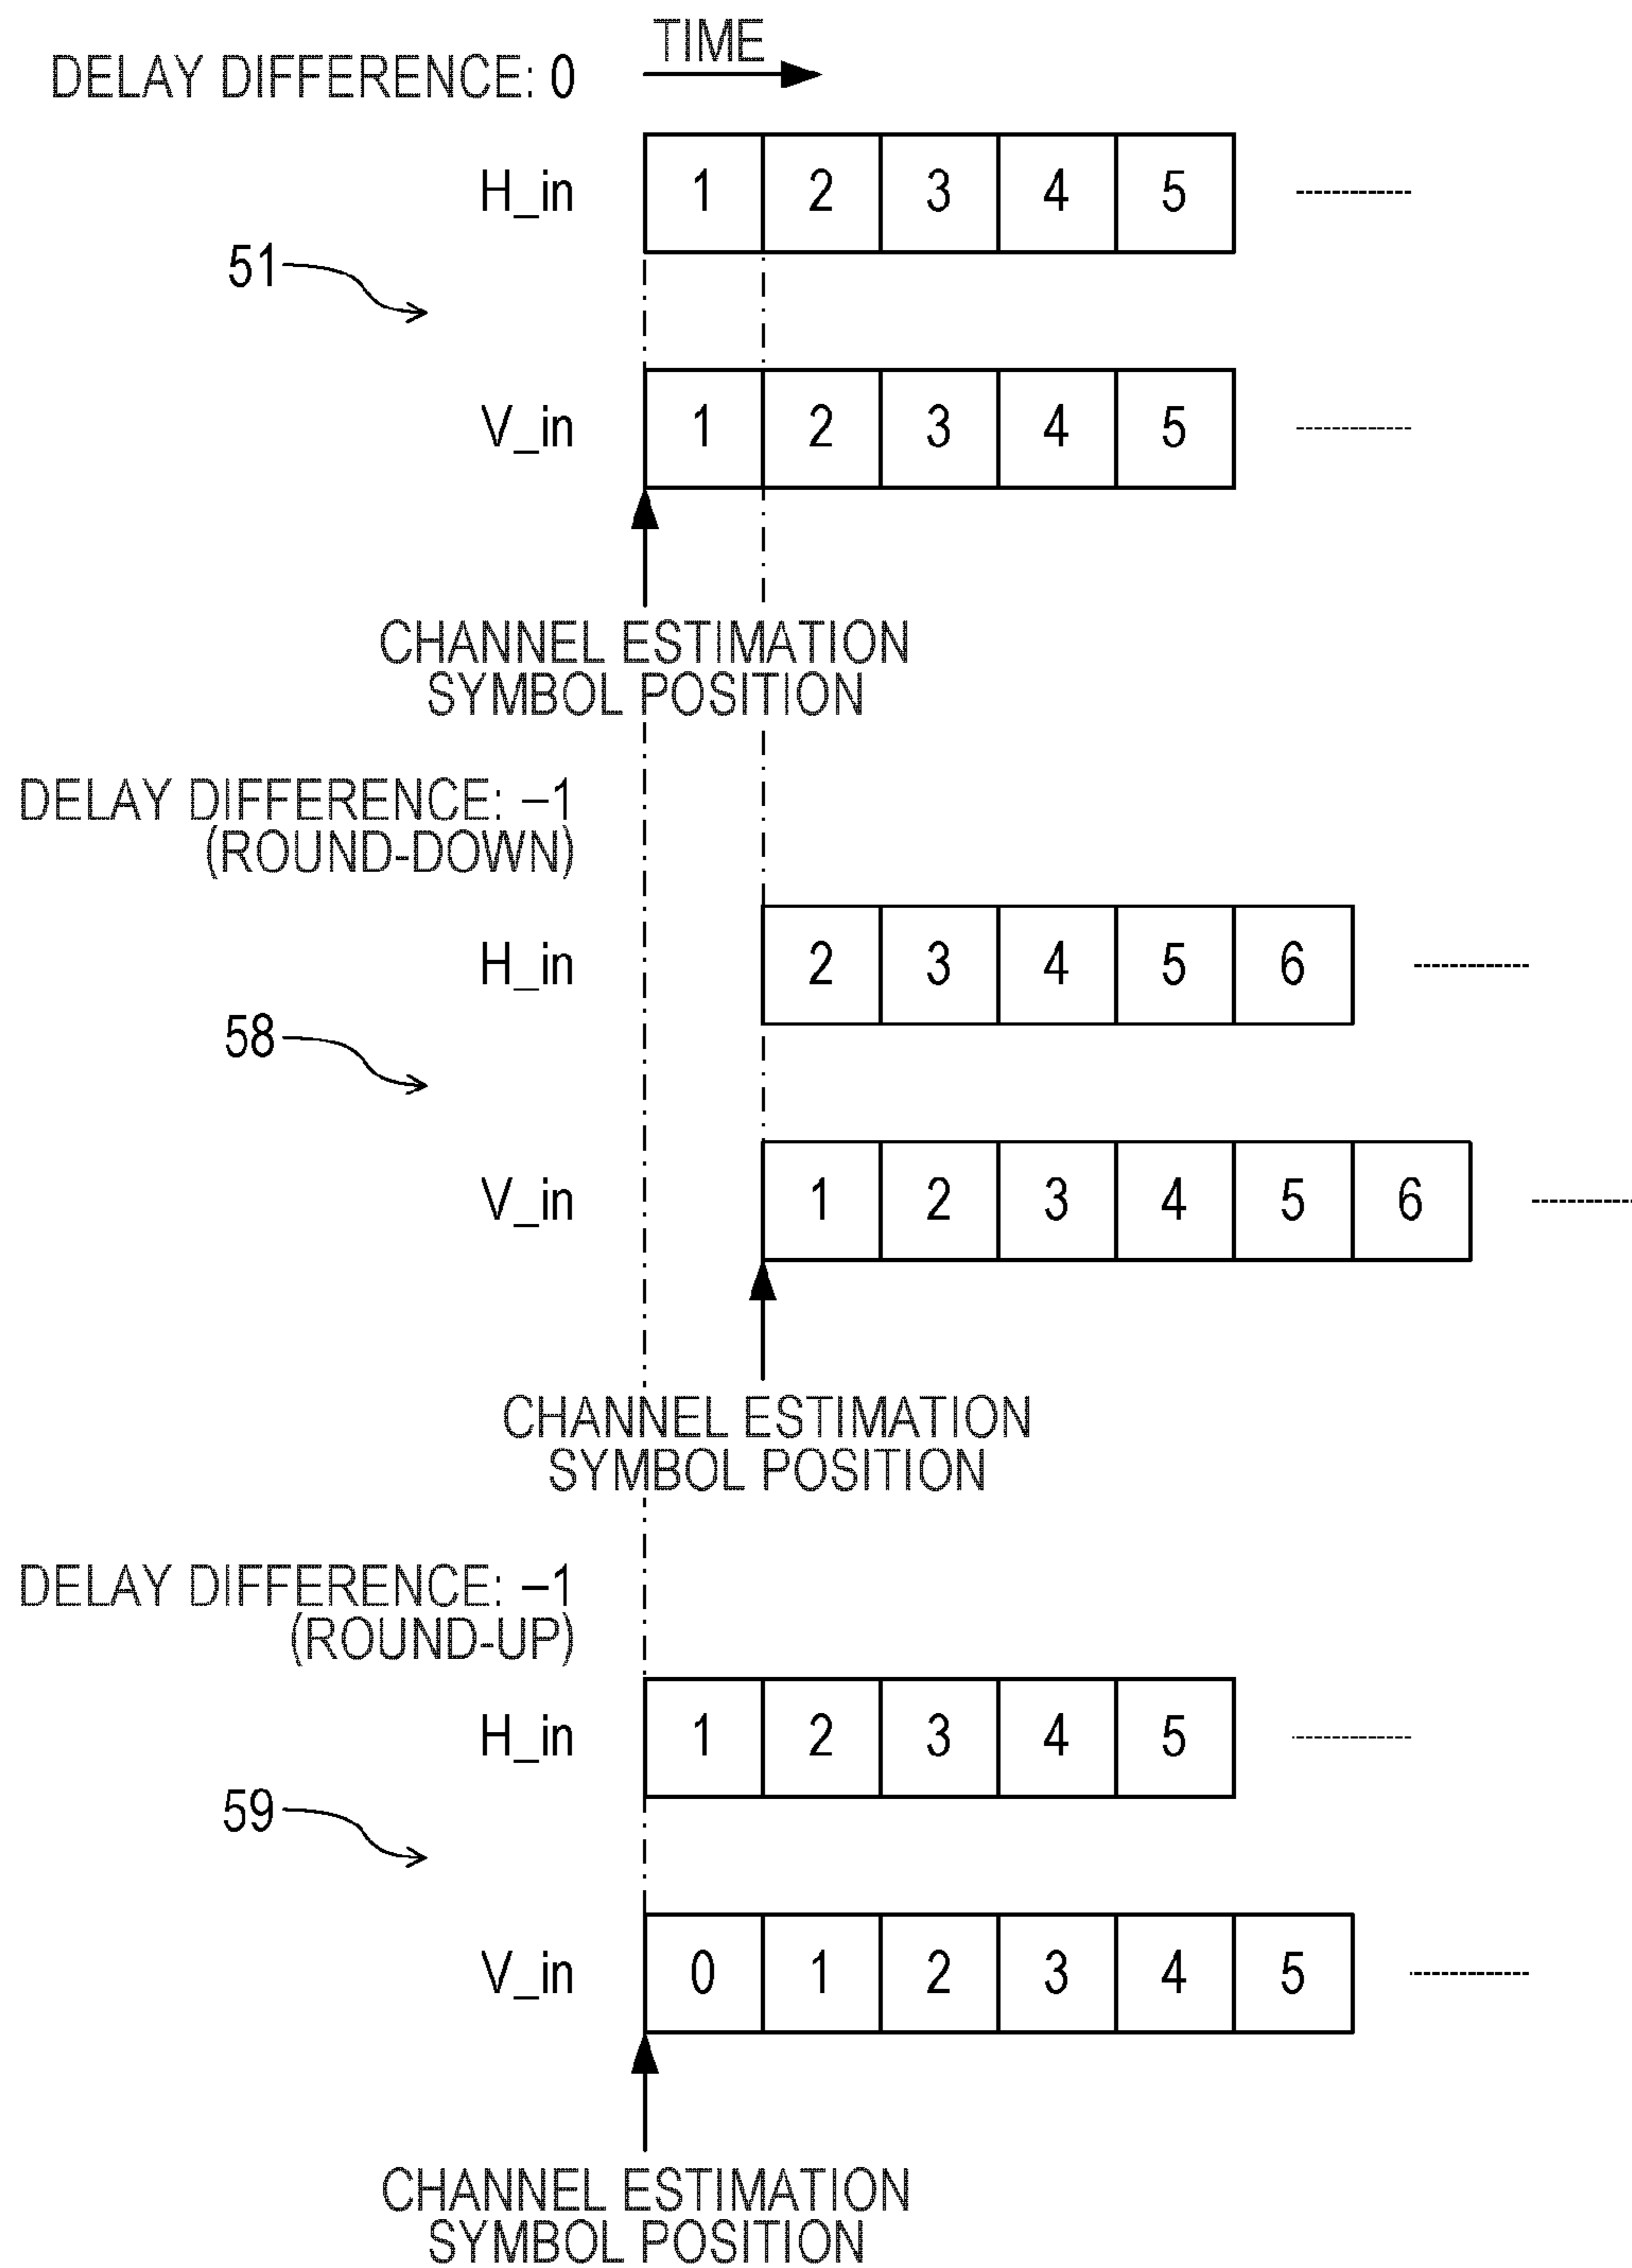 TIME
DELAY DIFFERENCE: 0
H_in 1 2 3 4 5
51
V_in 1 2 3 4 5
CHANNEL ESTIMATION
SYMBOL POSITION
DELAY DIFFERENCE: –1
(ROUND-DOWN)
H_in 2 3 4 5 6
58
V_in 1 2 3 4 5 6
CHANNEL ESTIMATION
SYMBOL POSITION
DELAY DIFFERENCE: –1
(ROUND-UP)
H_in 1 2 3 4 5
59
V_in 0 1 2 3 4 5
CHANNEL ESTIMATION
SYMBOL POSITION